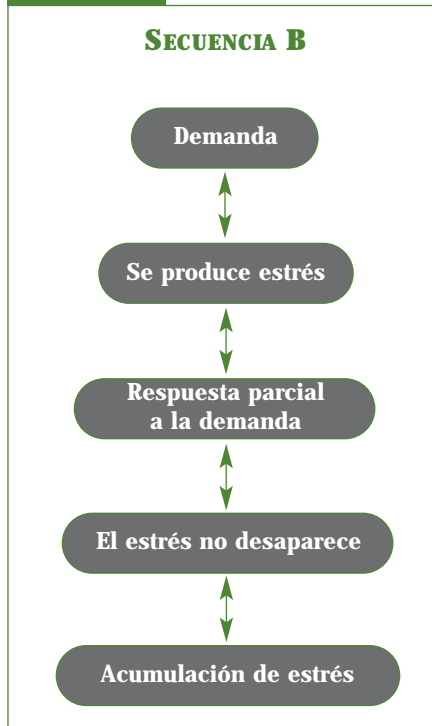 SECUENCIA B
Demanda
Se produce estrés
Respuesta parcial
a la demanda
El estrés no desaparece
Acumulación de estrés